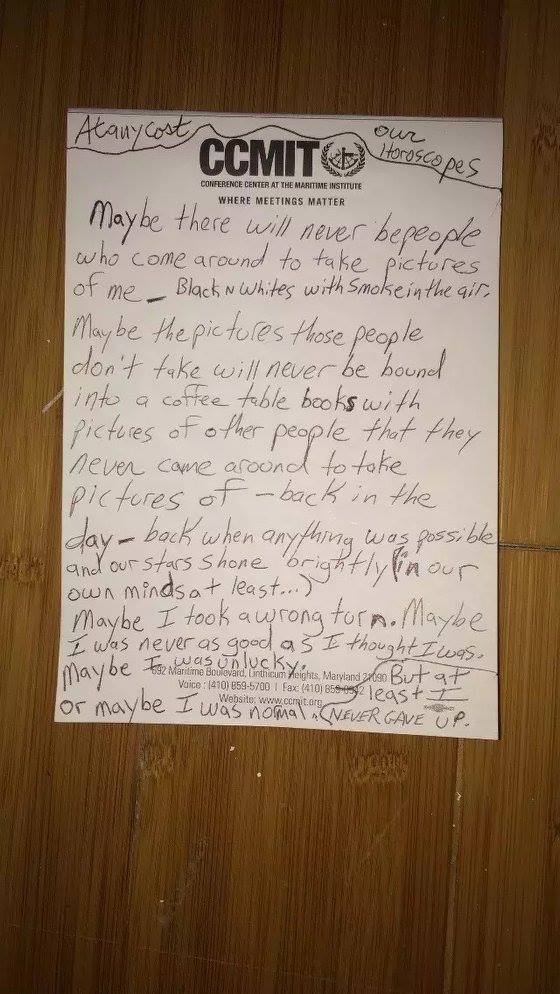 At any cost
our
Horoscopes
CCMIT
CONFERENCE CENTER AT THE MARITIME INSTITUTE
WHERE MEETINGS MATTER
Maybe there will never be people
who come around to take pictures
of me – Black N whites with smoke in the air.
Maybe the pictures those people
don't take will never be bound
into a coffee table books with
pictures of other people that they
never came around to take
pictures of – back in the
day – back when anything was possible
and our stars shone brightly (in our
own minds at least...)
Maybe I took a wrong turn. Maybe
I was never as good as I thought I was.
Maybe I was unlucky.
692 Maritime Boulevard, Linthicum Heights, Maryland 21090
But at
Voice: (410) 859-5700 | Fax: (410) 859-0942
least I
Website: www.ccmit.org
or maybe I was normal.
NEVER GAVE UP.